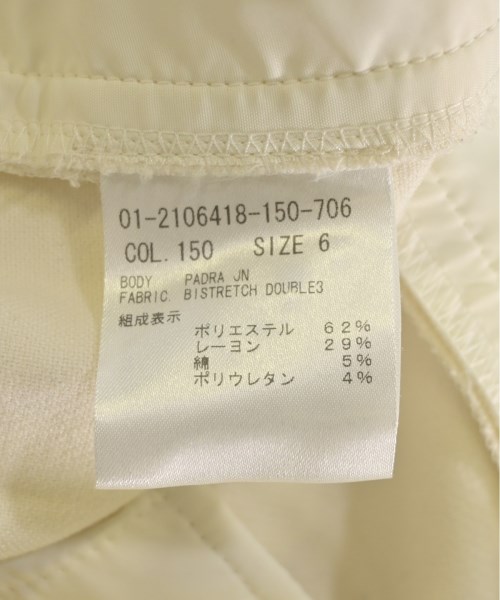 01-2106418-150-706
COL. 150 SIZE 6
BODY PADRA JN
FABRIC BISTRETCH DOUBLE3
組成表示
ポリエステル 62%
レーヨン 29%
綿 5%
ポリウレタン 4%